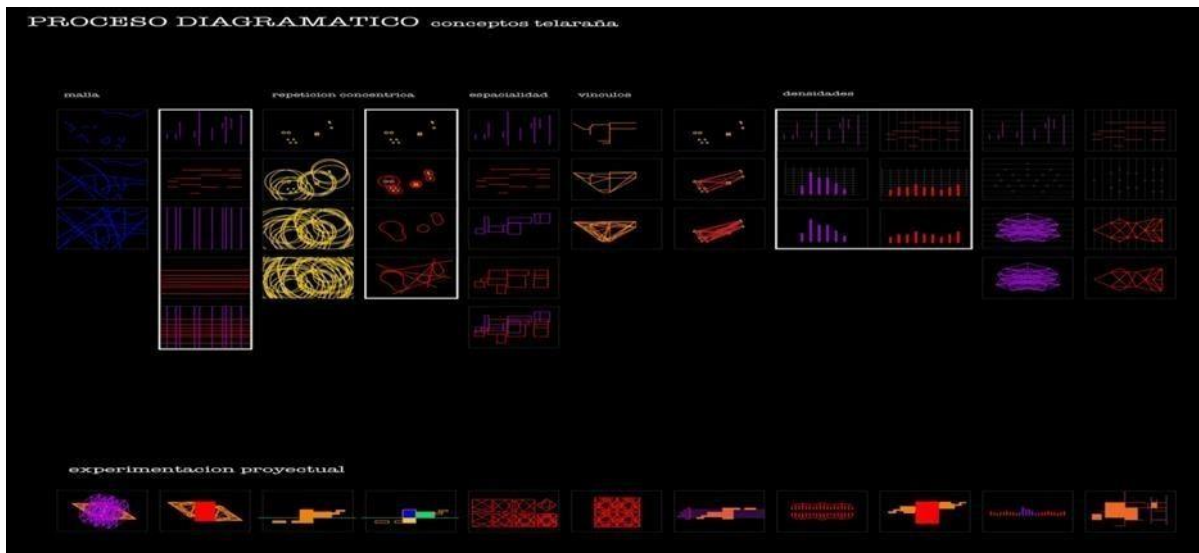 PROCESO DIAGRAMATICO conceptos telaraña
malla repeticion concentrica espacialidad vinculos densidades
experimentacion proyectual